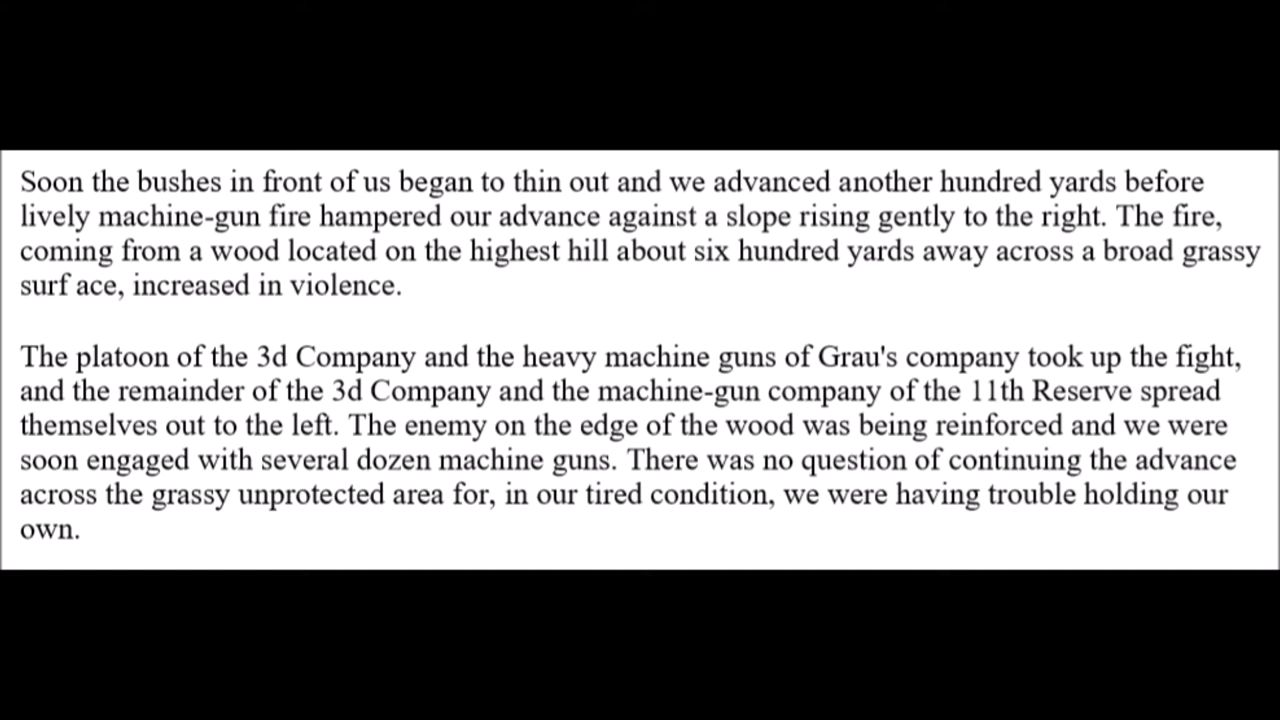 Soon the bushes in front of us began to thin out and we advanced another hundred yards before
lively machine-gun fire hampered our advance against a slope rising gently to the right. The fire,
coming from a wood located on the highest hill about six hundred yards away across a broad grassy
surf ace, increased in violence.
The platoon of the 3d Company and the heavy machine guns of Grau's company took up the fight,
and the remainder of the 3d Company and the machine-gun company of the 11th Reserve spread
themselves out to the left. The enemy on the edge of the wood was being reinforced and we were
soon engaged with several dozen machine guns. There was no question of continuing the advance
across the grassy unprotected area for, in our tired condition, we were having trouble holding our
own.